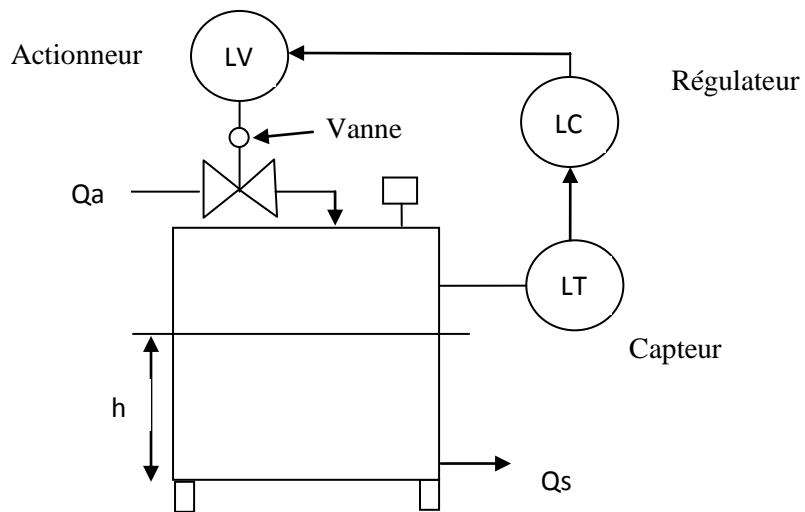 Actionneur
LV
Régulateur
LC
Vanne
Qa
LT
Capteur
h
Qs